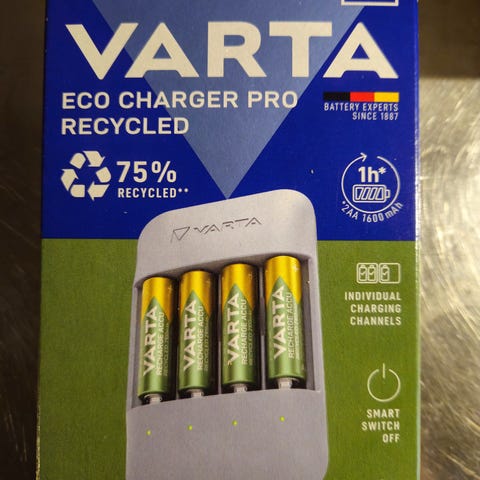 VARTA
ECO CHARGER PRO
RECYCLED
BATTERY EXPERTS
SINCE 1887
75%
RECYCLED**
1h*
*2AA 1600 mAh
VARTA
INDIVIDUAL
CHARGING
CHANNELS
VARTA
RECHARGE ACCU
VARTA
RECHARGE ACCU
VARTA
RECHARGE ACCU
VARTA
RECHARGE ACCU
SMART
SWITCH
OFF